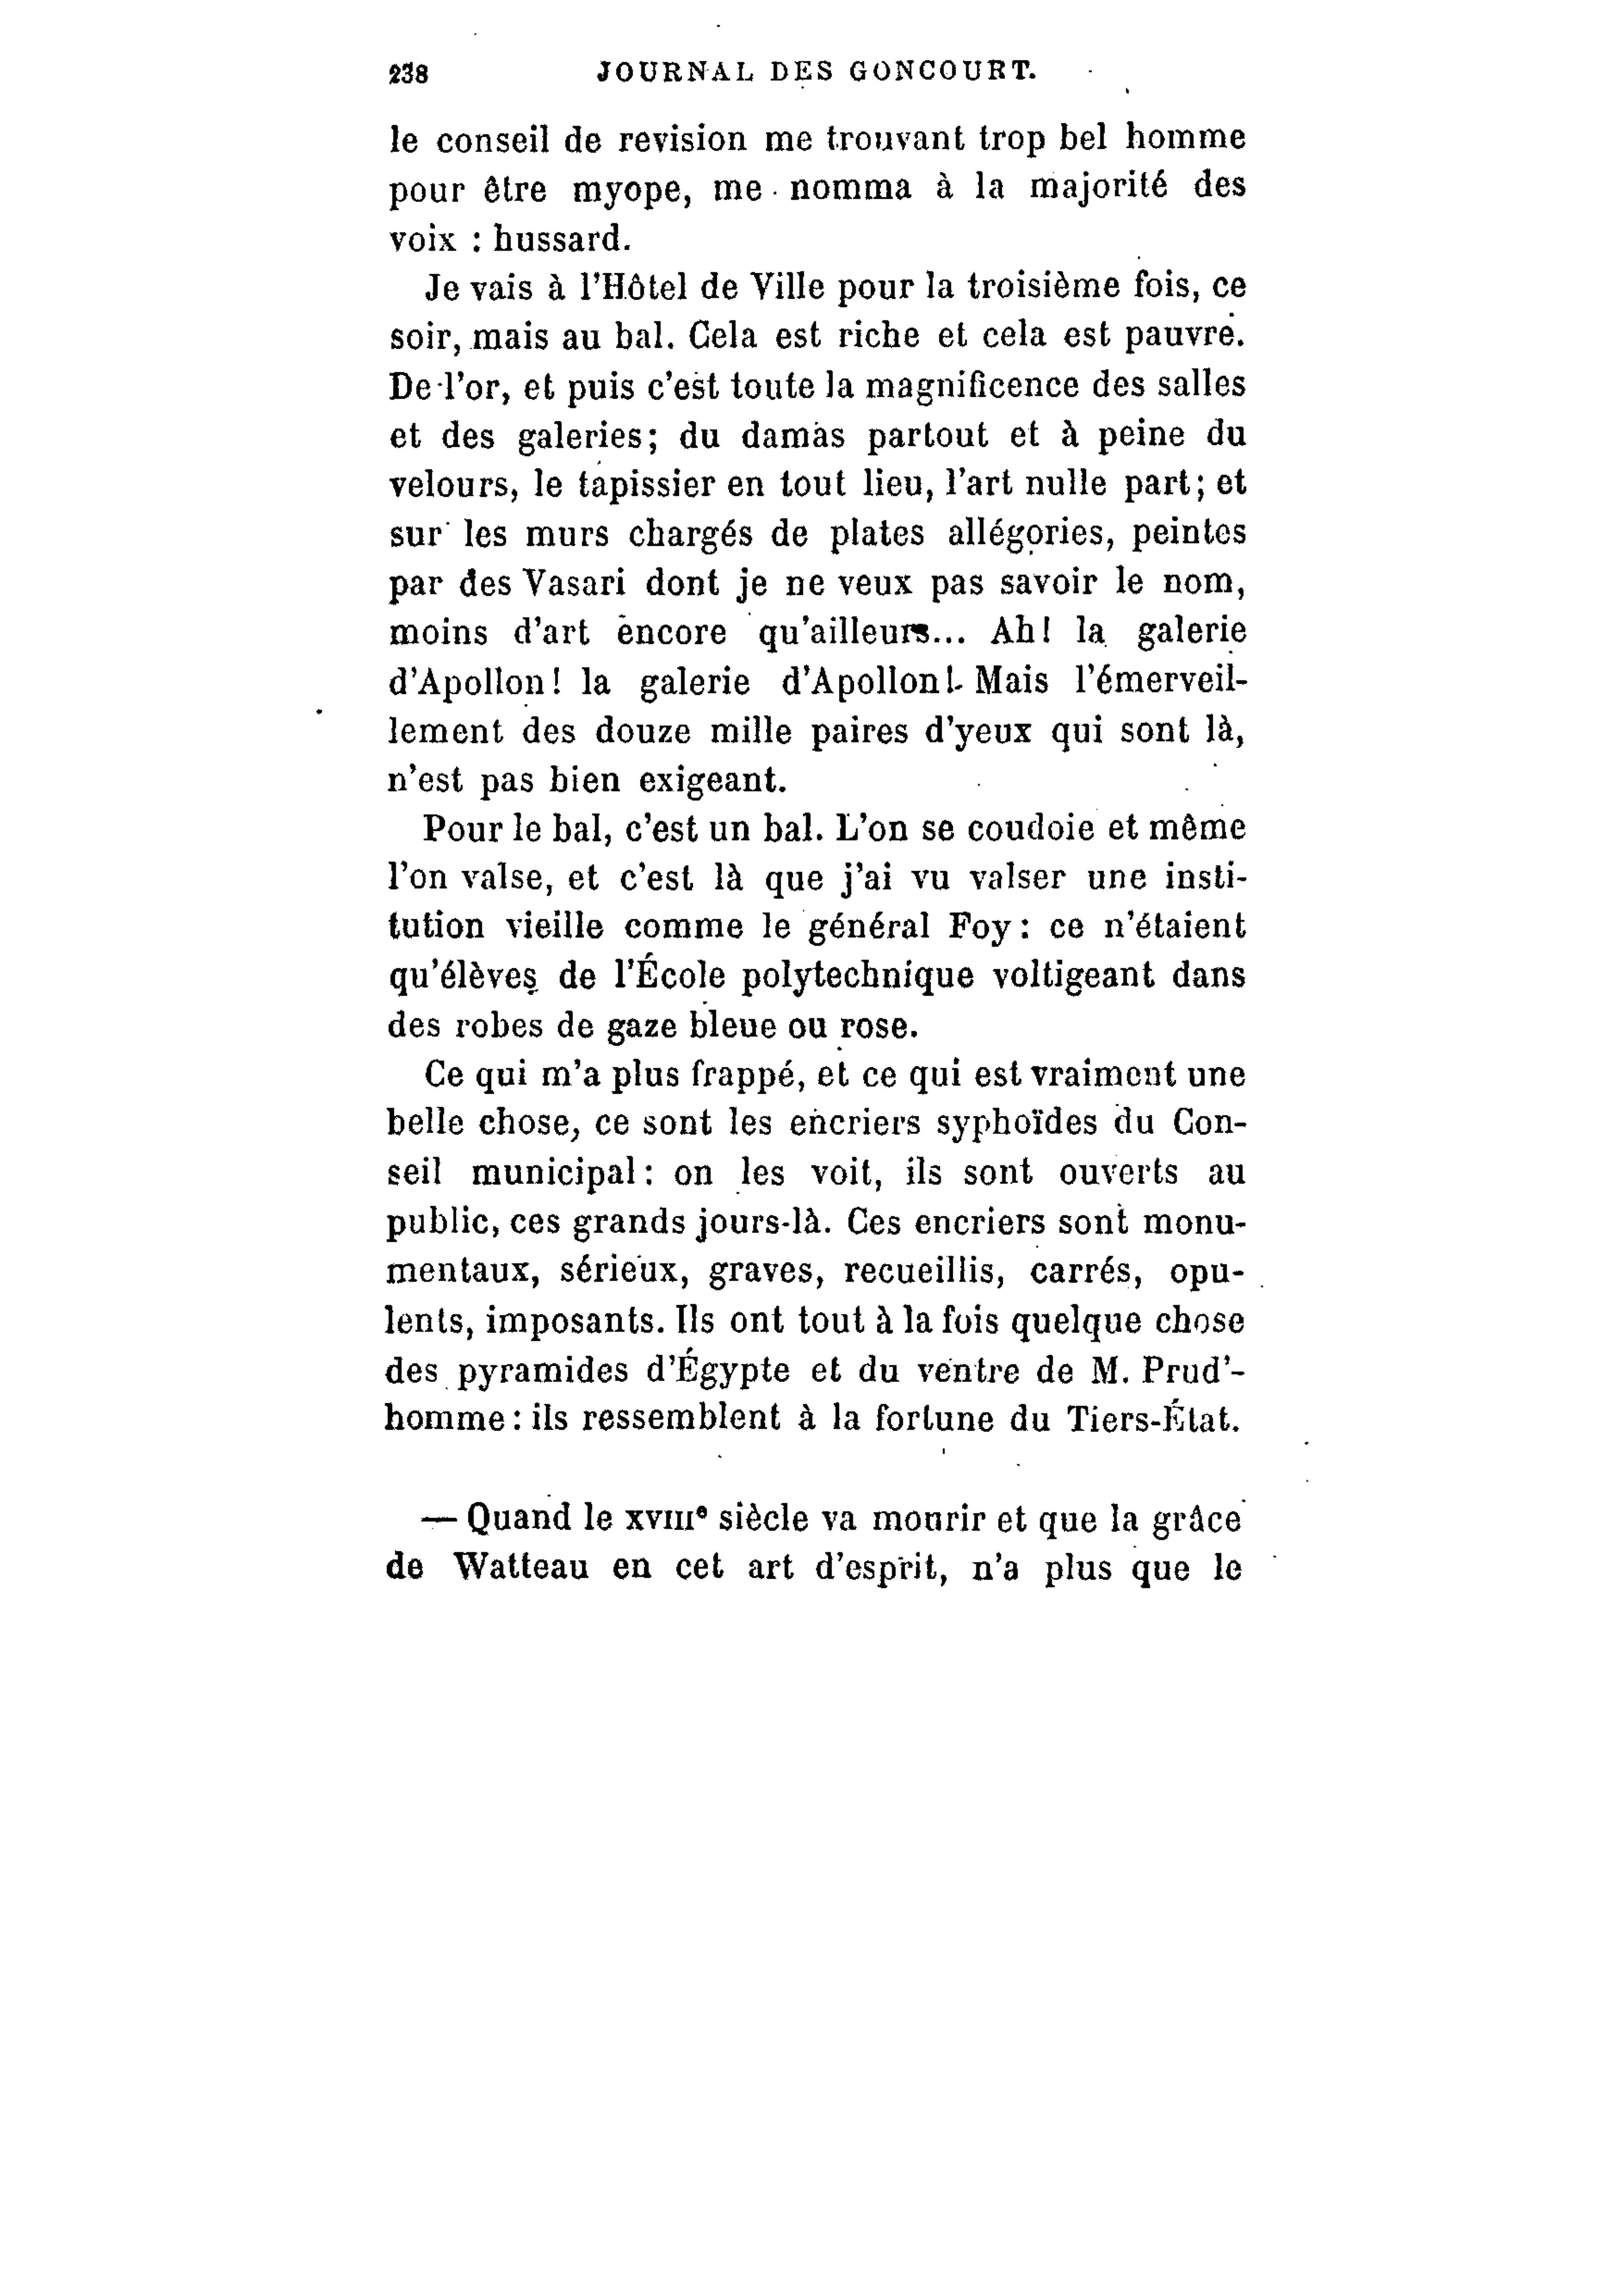 238 JOURNAL DES GONCOURT.
le conseil de revision me trouvant trop bel homme
pour être myope, me nomma à la majorité des
voix : hussard.
Je vais à l'Hôtel de Ville pour la troisième fois, ce
soir, mais au bal. Cela est riche et cela est pauvre.
De l'or, et puis c'est toute la magnificence des salles
et des galeries; du damas partout et à peine du
velours, le tapissier en tout lieu, l'art nulle part; et
sur les murs chargés de plates allégories, peintes
par des Vasari dont je ne veux pas savoir le nom,
moins d'art encore qu'ailleurs... Ah! la galerie
d'Apollon! la galerie d'Apollon! Mais l'émerveil-
lement des douze mille paires d'yeux qui sont là,
n'est pas bien exigeant.
Pour le bal, c'est un bal. L'on se coudoie et même
l'on valse, et c'est là que j'ai vu valser une insti-
tution vieille comme le général Foy: ce n'étaient
qu'élèves de l'École polytechnique voltigeant dans
des robes de gaze bleue ou rose.
Ce qui m'a plus frappé, et ce qui est vraiment une
belle chose, ce sont les encriers syphoïdes du Con-
seil municipal: on les voit, ils sont ouverts au
public, ces grands jours-là. Ces encriers sont monu-
mentaux, sérieux, graves, recueillis, carrés, opu-
lents, imposants. Ils ont tout à la fois quelque chose
des pyramides d'Égypte et du ventre de M. Prud'-
homme: ils ressemblent à la fortune du Tiers-État.
— Quand le XVIIIe siècle va mourir et que la grâce
de Watteau en cet art d'esprit, n'a plus que le